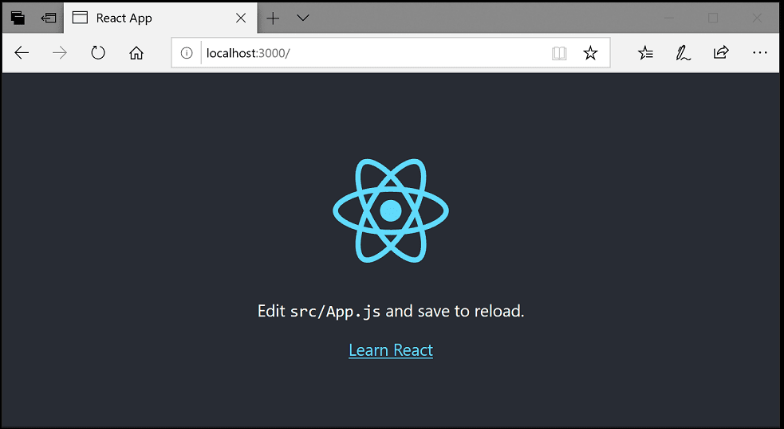 React App
localhost:3000/
Edit src/App.js and save to reload.
Learn React